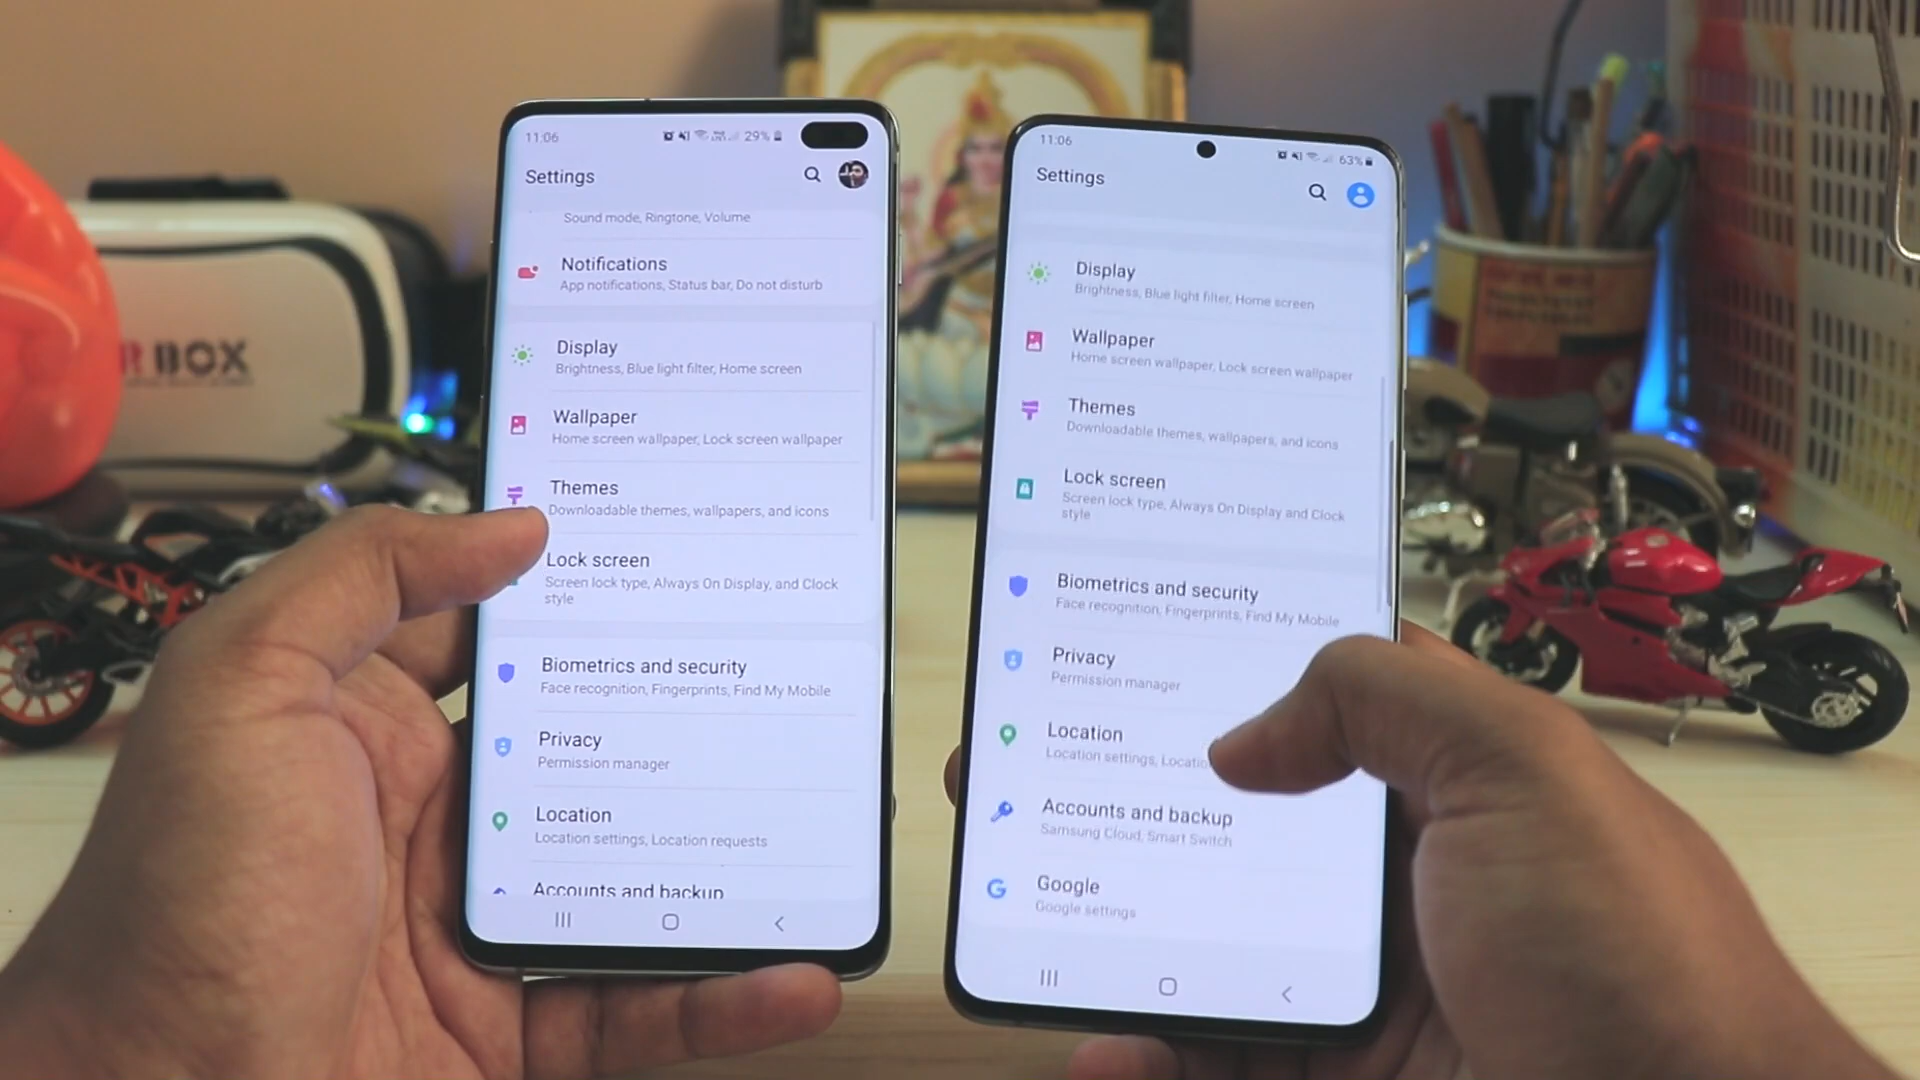 R BOX
11:06
29%
Settings
Sound mode, Ringtone, Volume
Notifications
App notifications, Status bar, Do not disturb
Display
Brightness, Blue light filter, Home screen
Wallpaper
Home screen wallpaper, Lock screen wallpaper
Themes
Downloadable themes, wallpapers, and icons
Lock screen
Screen lock type, Always On Display, and Clock
style
Biometrics and security
Face recognition, Fingerprints, Find My Mobile
Privacy
Permission manager
Location
Location settings, Location requests
Accounts and backup
11:06
63%
Settings
Display
Brightness, Blue light filter, Home screen
Wallpaper
Home screen wallpaper, Lock screen wallpaper
Themes
Downloadable themes, wallpapers, and icons
Lock screen
Screen lock type, Always On Display and Clock
style
Biometrics and security
Face recognition, Fingerprints, Find My Mobile
Privacy
Permission manager
Location
Location settings, Locatio
Accounts and backup
Samsung Cloud, Smart Switch
Google
Google settings